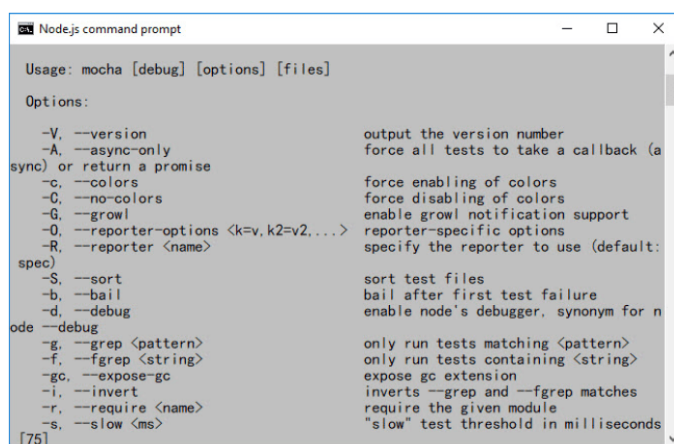 Node.js command prompt
Usage: mocha [debug] [options] [files]
Options:
-V, --version output the version number
-A, --async-only force all tests to take a callback (a
sync) or return a promise
-c, --colors force enabling of colors
-C, --no-colors force disabling of colors
-G, --growl enable growl notification support
-O, --reporter-options <k=v,k2=v2,...> reporter-specific options
-R, --reporter <name> specify the reporter to use (default:
spec)
-S, --sort sort test files
-b, --bail bail after first test failure
-d, --debug enable node's debugger, synonym for n
ode --debug
-g, --grep <pattern> only run tests matching <pattern>
-f, --fgrep <string> only run tests containing <string>
-gc, --expose-gc expose gc extension
-i, --invert inverts --grep and --fgrep matches
-r, --require <name> require the given module
-s, --slow <ms> "slow" test threshold in milliseconds
[75]